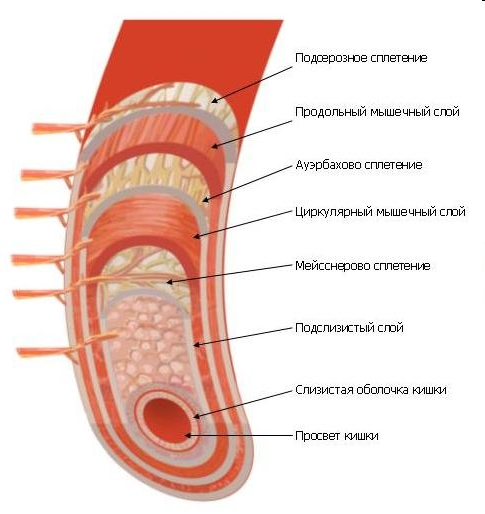 Подсерозное сплетение
Продольный мышечный слой
Ауэрбахово сплетение
Циркулярный мышечный слой
Мейсснерово сплетение
Подслизистый слой
Слизистая оболочка кишки
Просвет кишки